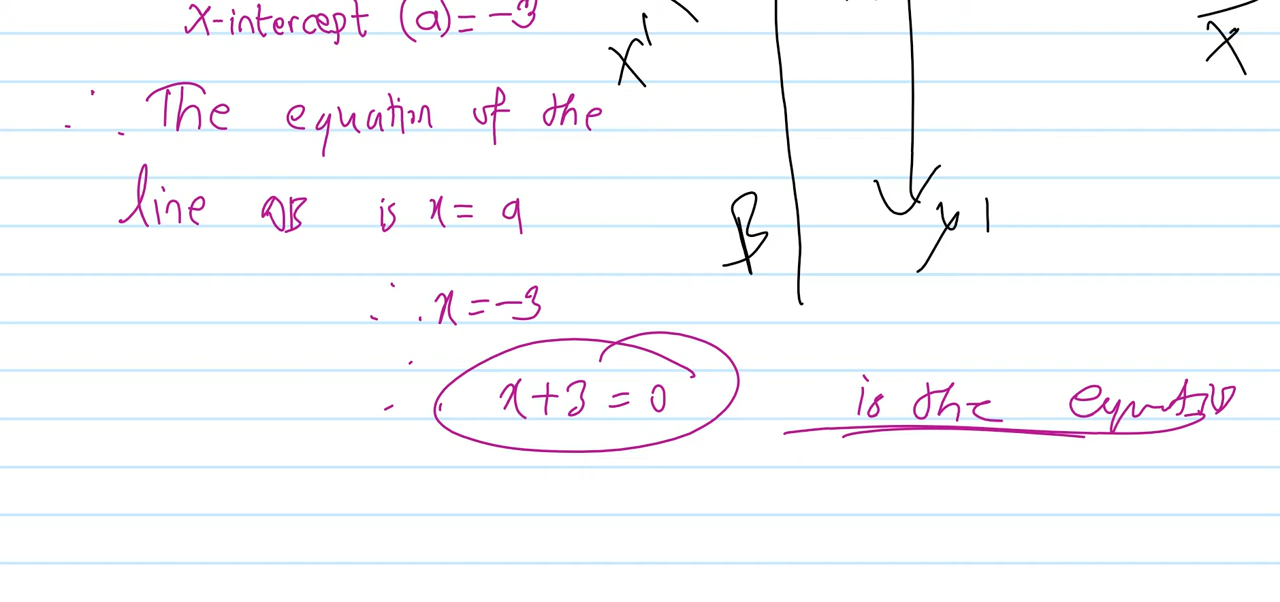 x-intercept (a) = -3
∴ The equation of the
line AB is x = a
∴ x = -3
∴ x+3 = 0 is the equation
X'
X
B
y'